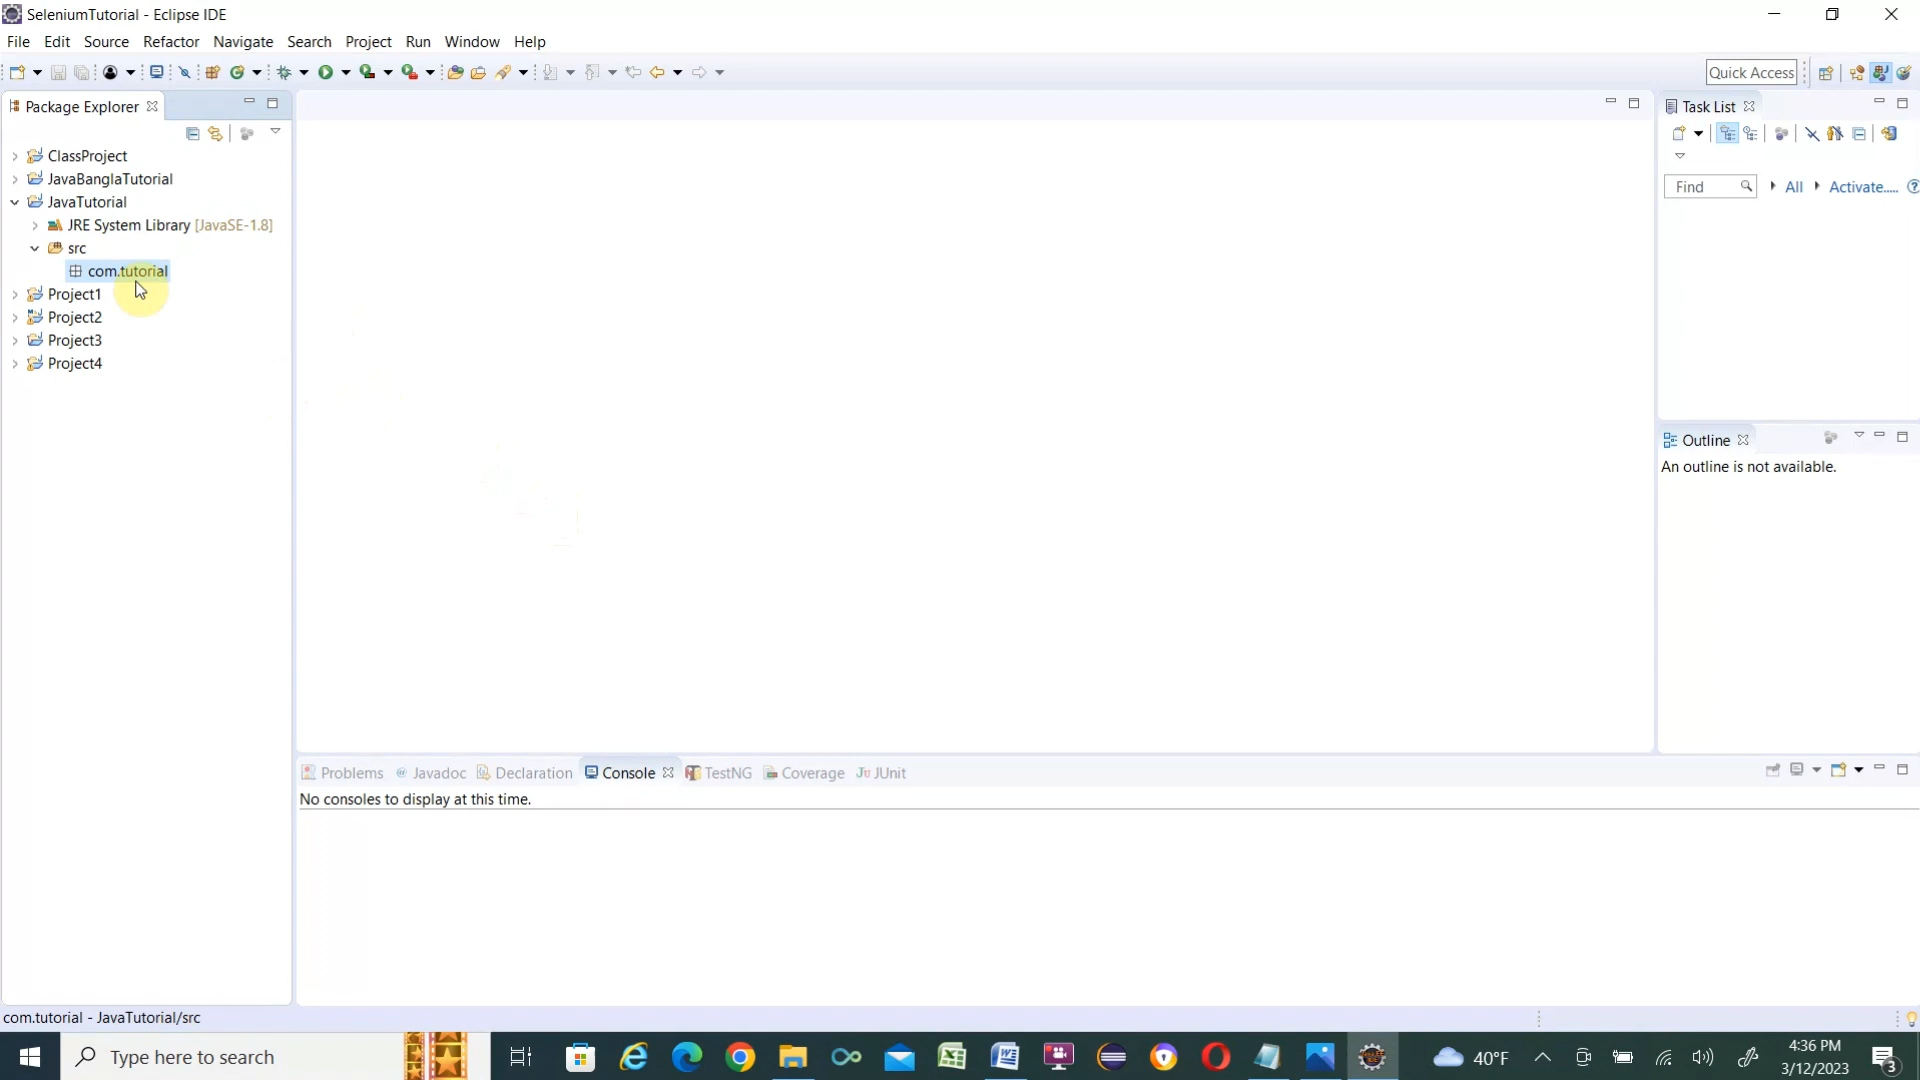 SeleniumTutorial - Eclipse IDE
File Edit Source Refactor Navigate Search Project Run Window Help
Quick Access
Package Explorer
Task List
ClassProject
JavaBanglaTutorial
Find All Activate.....
JavaTutorial
JRE System Library [JavaSE-1.8]
src
com.tutorial
Project1
Project2
Project3
Project4
Outline
An outline is not available.
Problems Javadoc Declaration Console TestNG Coverage JUnit
No consoles to display at this time.
com.tutorial - JavaTutorial/src
Type here to search
40°F
4:36 PM
3/12/2023
3